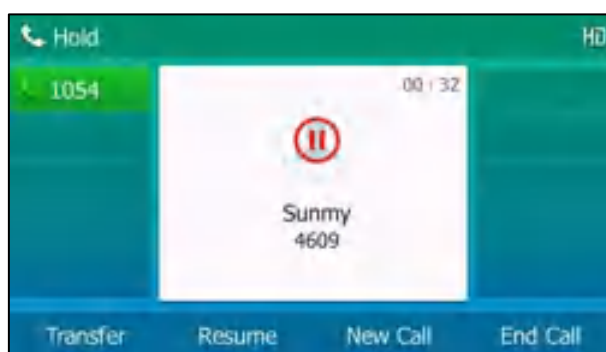 Hold
HD
1054
00 : 32
Sunmy
4609
Transfer Resume New Call End Call